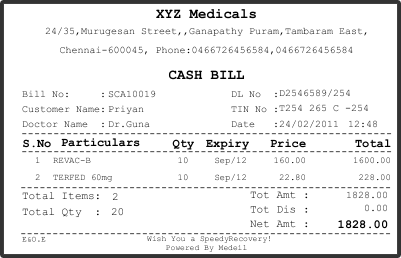 XYZ Medicals
24/35,Murugesan Street,,Ganapathy Puram,Tambaram East,
Chennai-600045, Phone:0466726456584,0466726456584
CASH BILL
Bill No: :SCA10019 DL No :D2546589/254
Customer Name:Priyan TIN No :T254 265 C -254
Doctor Name :Dr.Guna Date :24/02/2011 12:48
S.No Particulars Qty Expiry Price Total
1 REVAC-B 10 Sep/12 160.00 1600.00
2 TERFED 60mg 10 Sep/12 22.80 228.00
Total Items: 2 Tot Amt : 1828.00
Total Qty : 20 Tot Dis : 0.00
Net Amt : 1828.00
E&O.E Wish You a SpeedyRecovery!
Powered By Medeil